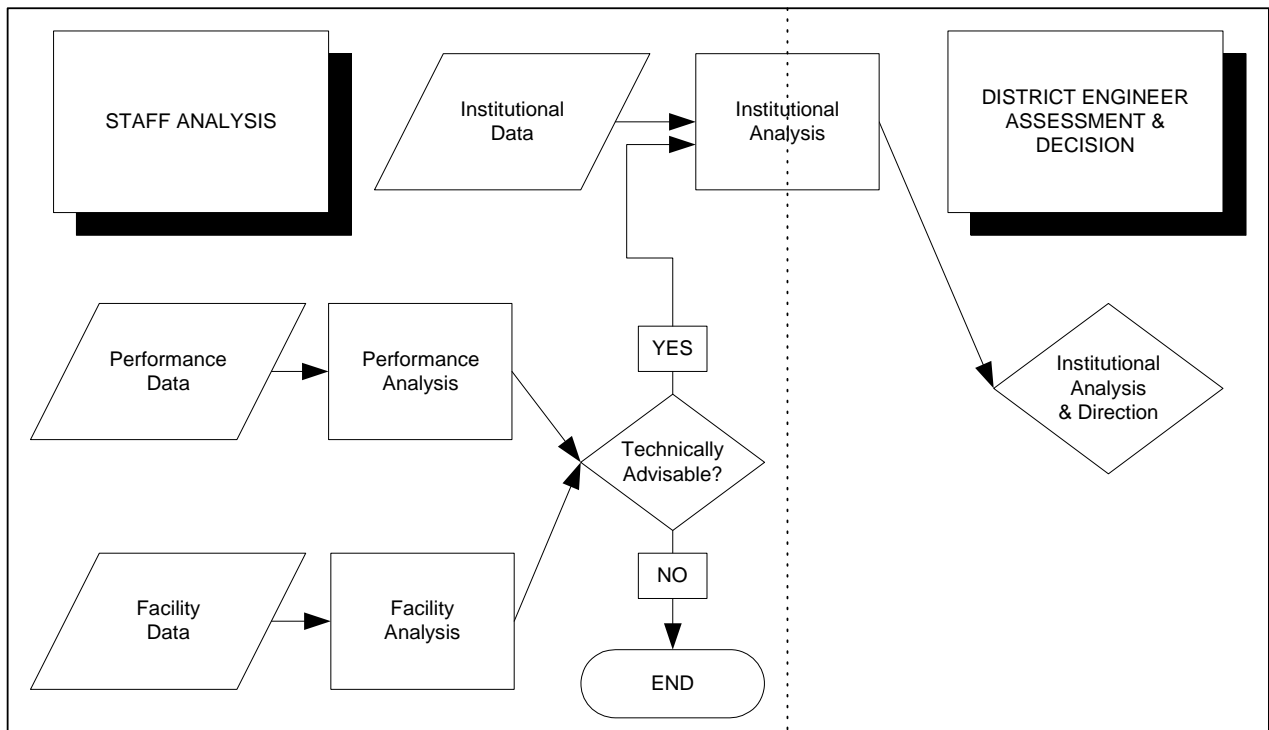 STAFF ANALYSIS
Institutional
Data
Institutional
Analysis
DISTRICT ENGINEER
ASSESSMENT &
DECISION
Performance
Data
Performance
Analysis
YES
Institutional
Analysis
& Direction
Technically
Advisable?
Facility
Data
Facility
Analysis
NO
END